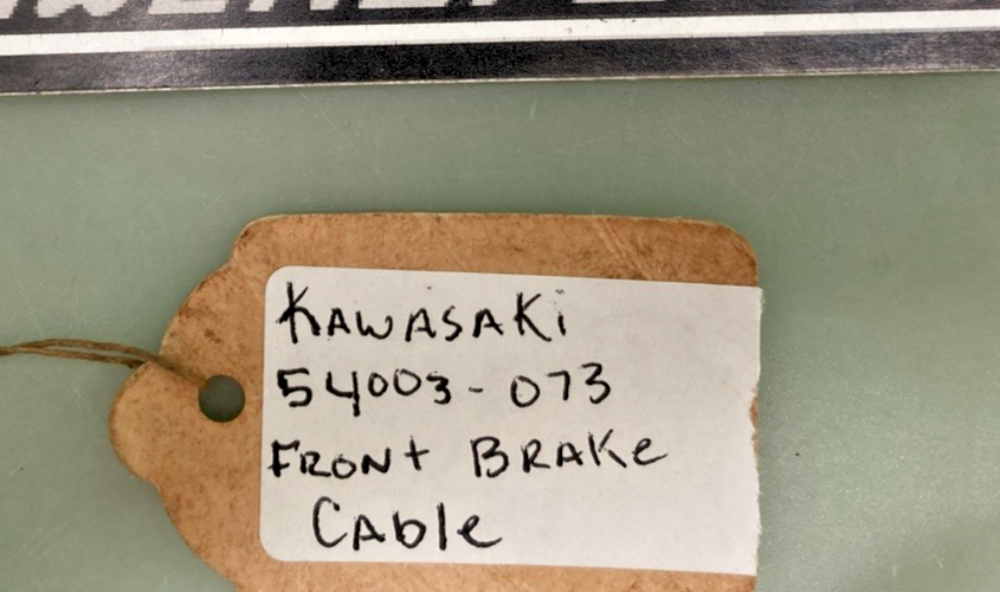 KAWASAKi
54003-073
FRONt BRAKe
CAble